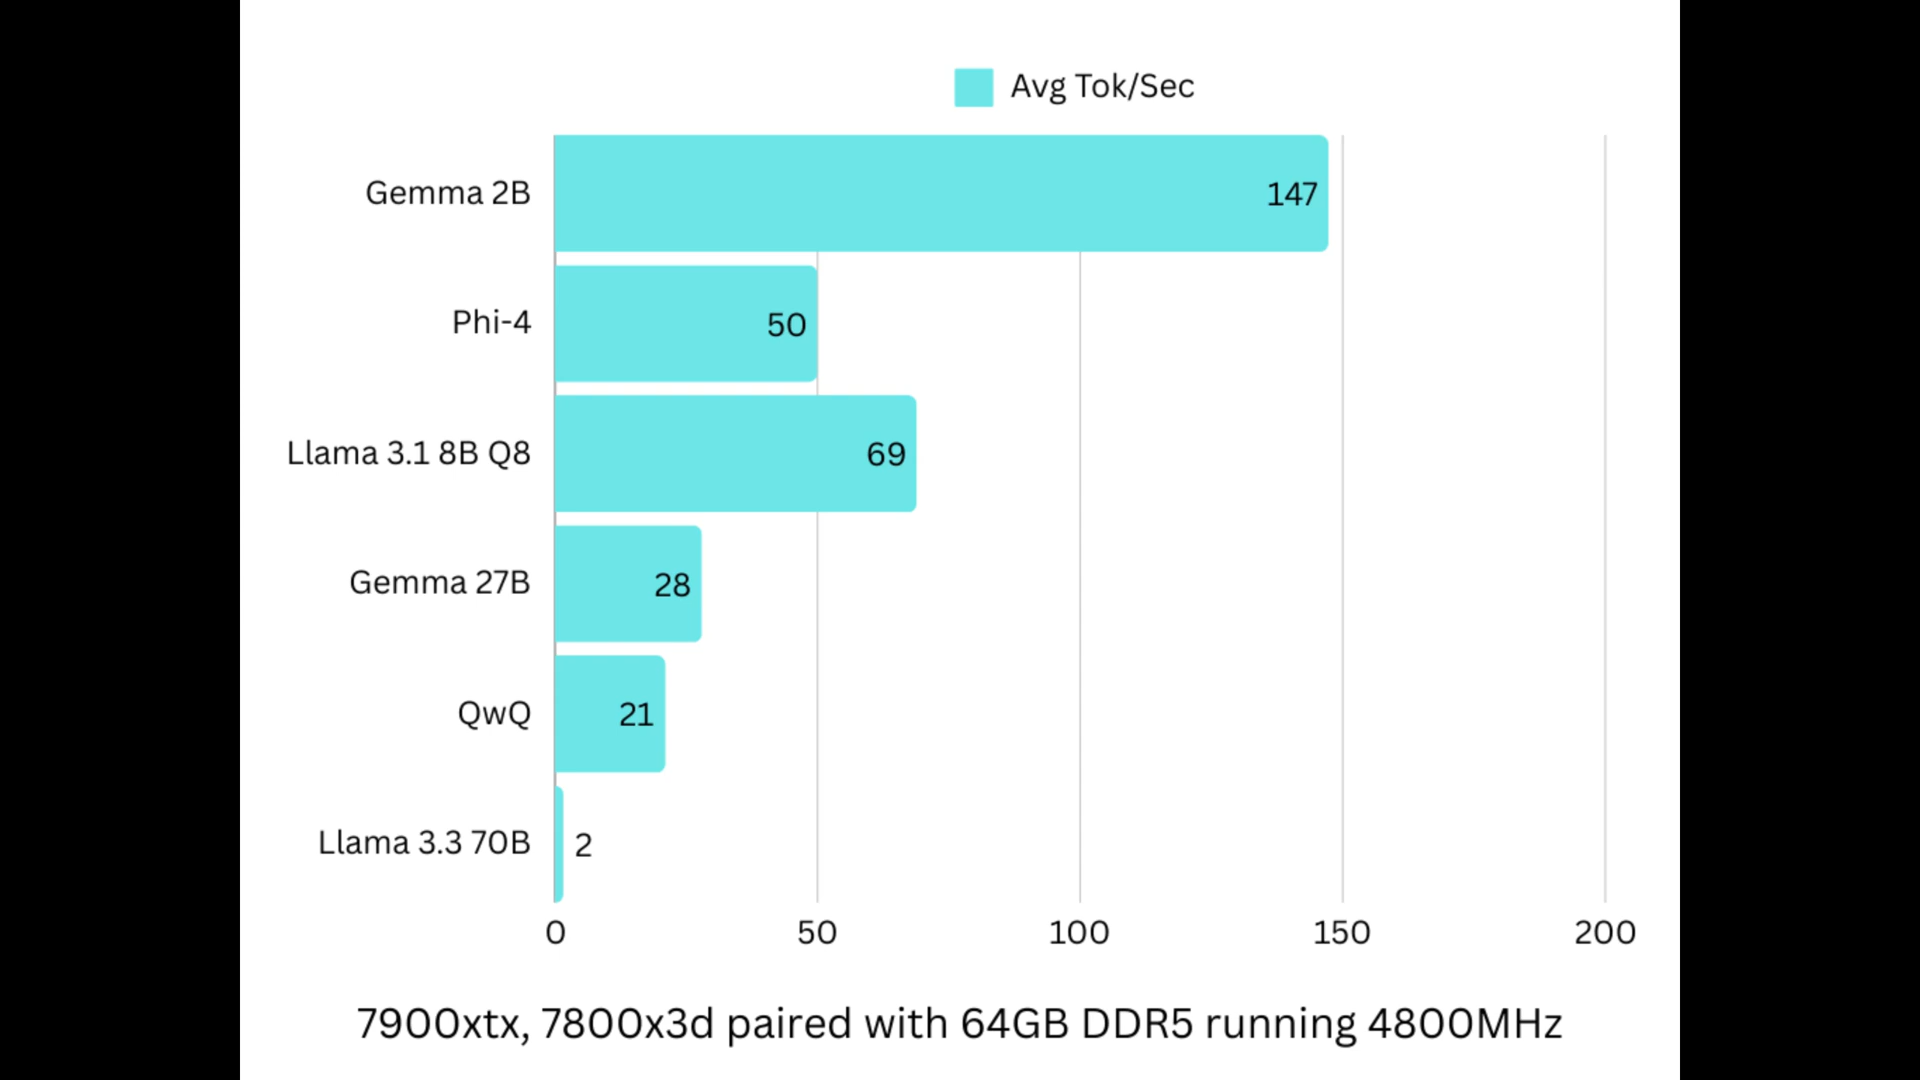 Avg Tok/Sec
Gemma 2B
147
Phi-4
50
Llama 3.1 8B Q8
69
Gemma 27B
28
QwQ
21
Llama 3.3 70B
2
0 50 100 150 200
7900xtx, 7800x3d paired with 64GB DDR5 running 4800MHz